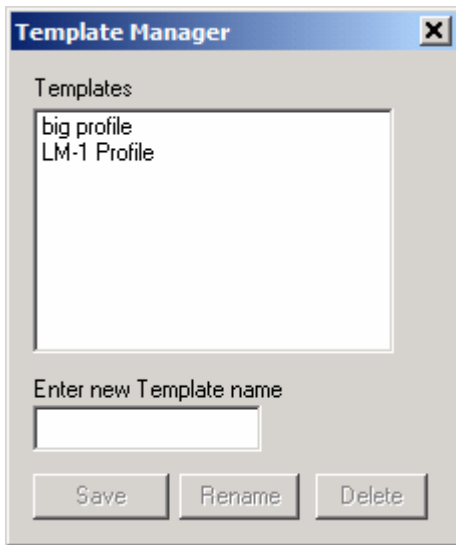 Template Manager
Templates
big profile
LM-1 Profile
Enter new Template name
Save Rename Delete